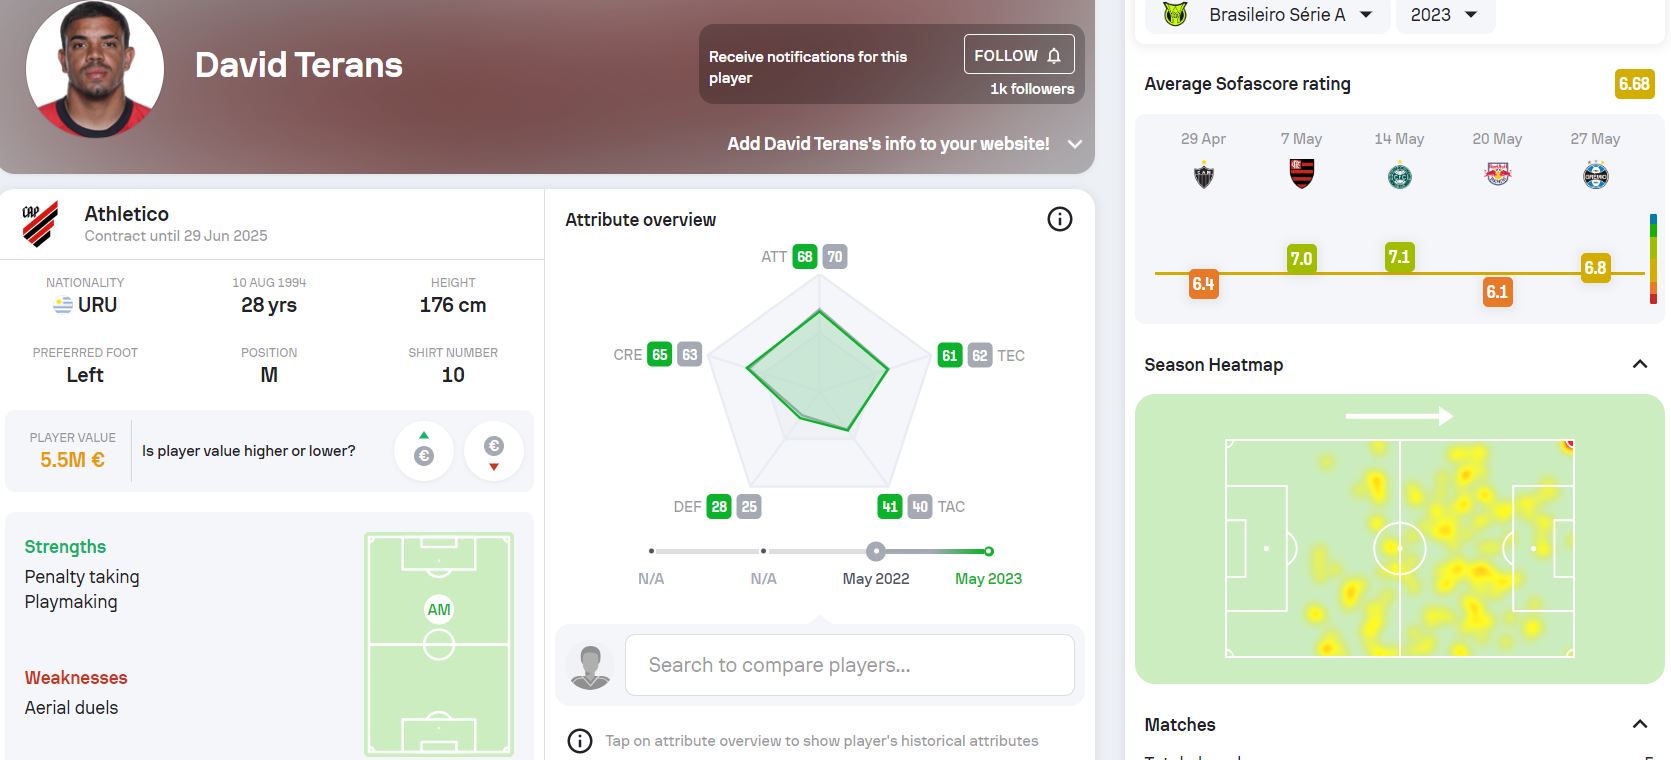 David Terans
Receive notifications for this
player
FOLLOW
1k followers
Add David Terans's info to your website!
CAP
Athletico
Contract until 29 Jun 2025
NATIONALITY
URU
10 AUG 1994
28 yrs
HEIGHT
176 cm
PREFERRED FOOT
Left
POSITION
M
SHIRT NUMBER
10
PLAYER VALUE
5.5M €
Is player value higher or lower?
€
€
Strengths
Penalty taking
Playmaking
AM
Weaknesses
Aerial duels
Attribute overview
ATT 68 70
CRE 65 63
61 62 TEC
DEF 28 25
41 40 TAC
N/A
N/A
May 2022
May 2023
Search to compare players...
Tap on attribute overview to show player's historical attributes
Brasileiro Série A
2023
Average Sofascore rating
6.68
29 Apr
7 May
14 May
20 May
27 May
6.4
7.0
7.1
6.1
6.8
Season Heatmap
Matches